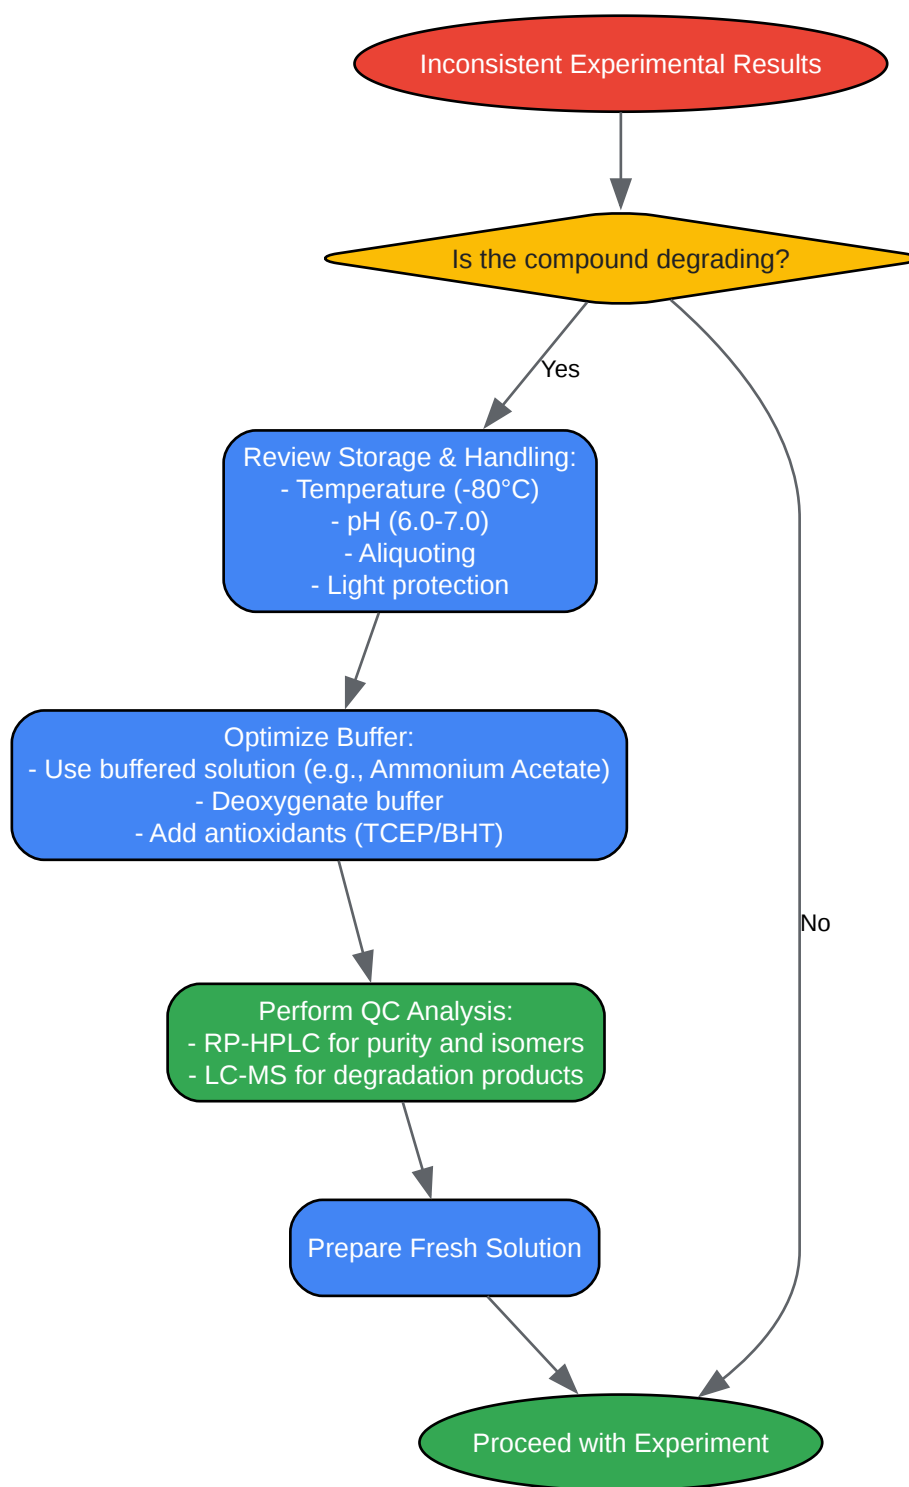 Inconsistent Experimental Results
Is the compound degrading?
Yes
Review Storage & Handling:
- Temperature (-80°C)
- pH (6.0-7.0)
- Aliquoting
- Light protection
Optimize Buffer:
- Use buffered solution (e.g., Ammonium Acetate)
- Deoxygenate buffer
- Add antioxidants (TCEP/BHT)
No
Perform QC Analysis:
- RP-HPLC for purity and isomers
- LC-MS for degradation products
Prepare Fresh Solution
Proceed with Experiment